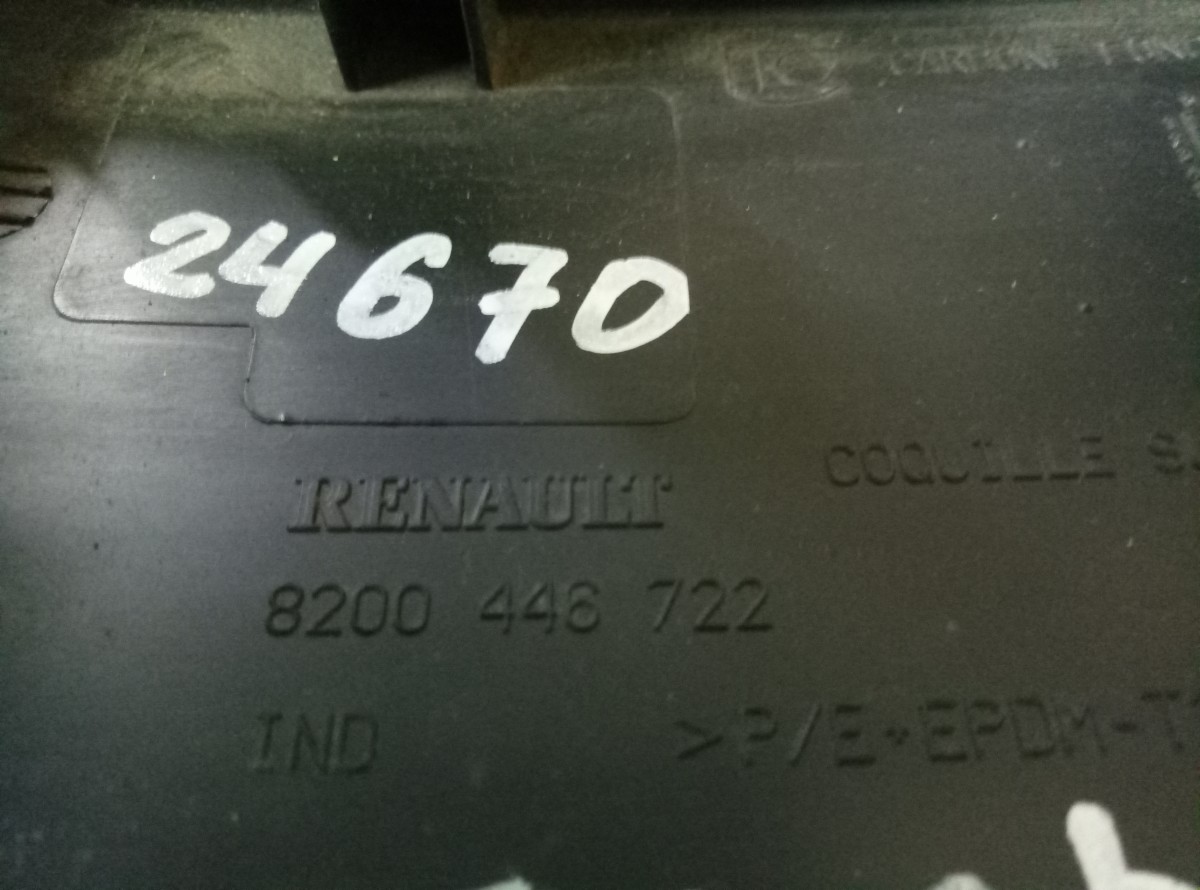 24670
RENAULT
COQUILLE S
8200 446 722
IND
>P/E+EPDM-T